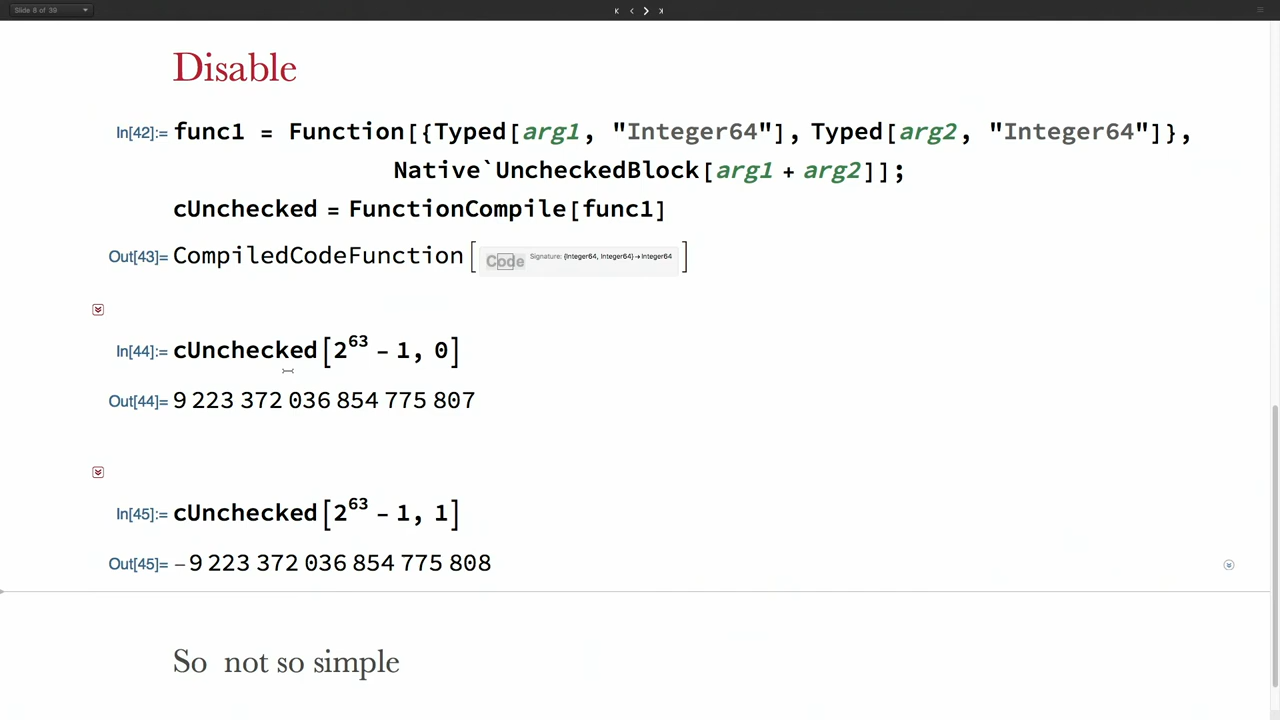 Slide 8 of 39
Disable
In[42]:= func1 = Function[{Typed[arg1, "Integer64"], Typed[arg2, "Integer64"]},
Native`UncheckedBlock[arg1 + arg2]];
cUnchecked = FunctionCompile[func1]
Out[43]= CompiledCodeFunction[Code Signature: {Integer64, Integer64} → Integer64]
In[44]:= cUnchecked[2^63 - 1, 0]
Out[44]= 9 223 372 036 854 775 807
In[45]:= cUnchecked[2^63 - 1, 1]
Out[45]= -9 223 372 036 854 775 808
So not so simple